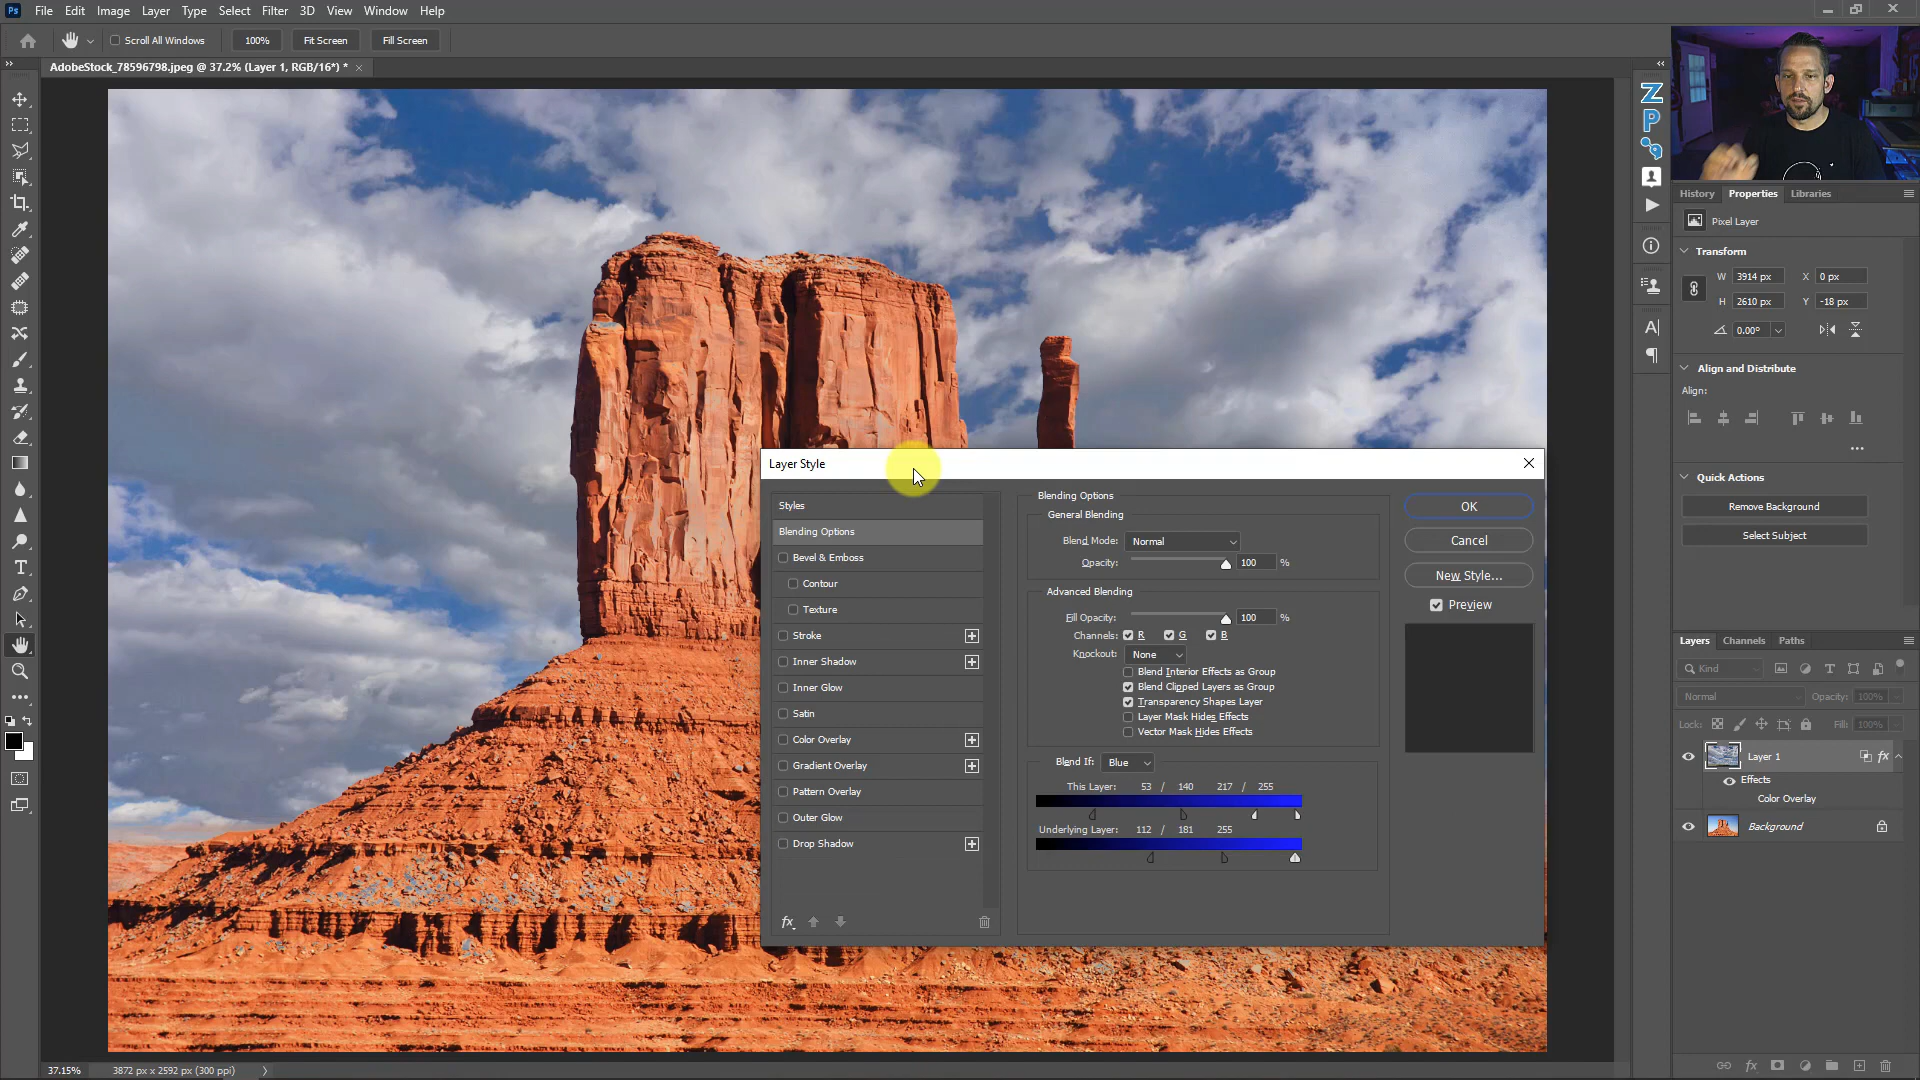 Ps File Edit Image Layer Type Select Filter 3D View Window Help
Scroll All Windows 100% Fit Screen Fill Screen
AdobeStock_78596798.jpeg @ 37.2% (Layer 1, RGB/16*) *
History Properties Libraries
Pixel Layer
Transform
W 3914 px X 0 px
H 2610 px Y -18 px
0.00°
Align and Distribute
Align:
Quick Actions
Remove Background
Select Subject
Layer Style
Styles
Blending Options
Bevel & Emboss
Contour
Texture
Stroke
Inner Shadow
Inner Glow
Satin
Color Overlay
Gradient Overlay
Pattern Overlay
Outer Glow
Drop Shadow
fx
Blending Options
General Blending
Blend Mode: Normal
Opacity: 100 %
Advanced Blending
Fill Opacity: 100 %
Channels: R G B
Knockout: None
Blend Interior Effects as Group
Blend Clipped Layers as Group
Transparency Shapes Layer
Layer Mask Hides Effects
Vector Mask Hides Effects
Blend If: Blue
This Layer: 53 / 140 217 / 255
Underlying Layer: 112 / 181 255
OK
Cancel
New Style...
Preview
Layers Channels Paths
Kind
Normal Opacity: 100%
Lock: Fill: 100%
Layer 1 fx
Effects
Color Overlay
Background
fx
37.15% 3872 px x 2592 px (300 ppi)